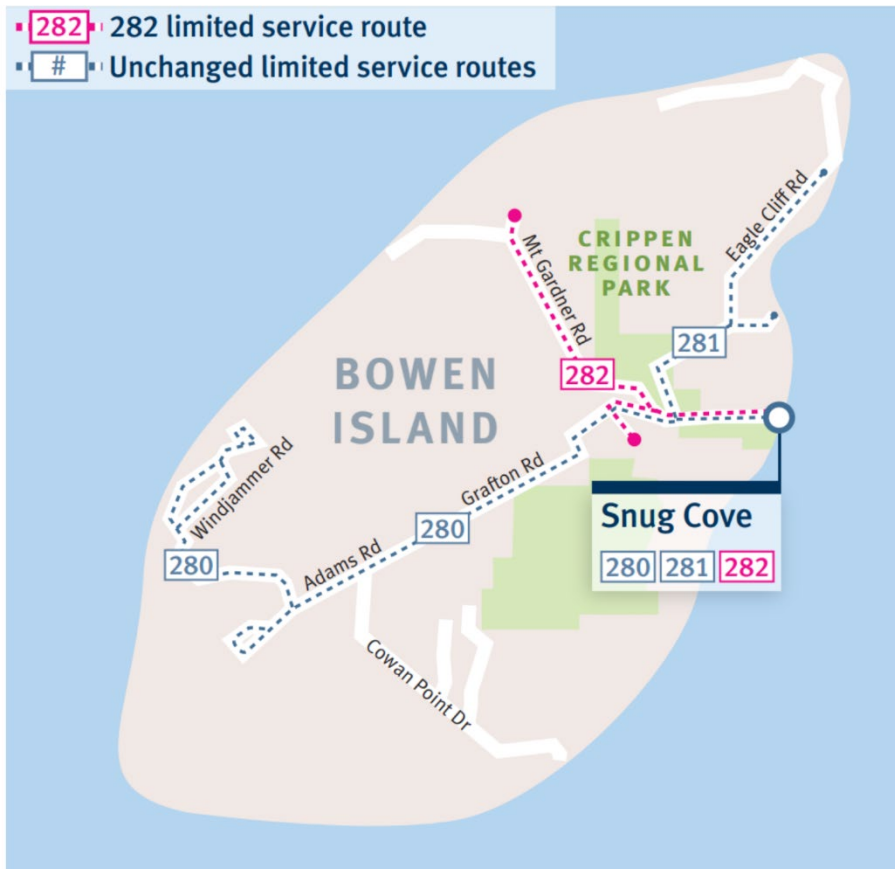 282 282 limited service route
# Unchanged limited service routes
Eagle Cliff Rd
CRIPPEN
REGIONAL
PARK
Mt Gardner Rd
281
282
BOWEN
ISLAND
Windjammer Rd
Grafton Rd
280
280
Adams Rd
Snug Cove
280 281 282
Cowan Point Dr